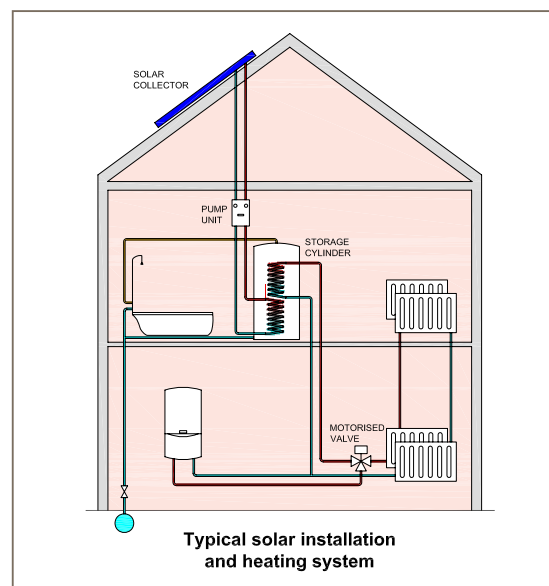 SOLAR
COLLECTOR
PUMP
UNIT
STORAGE
CYLINDER
MOTORISED
VALVE
Typical solar installation
and heating system